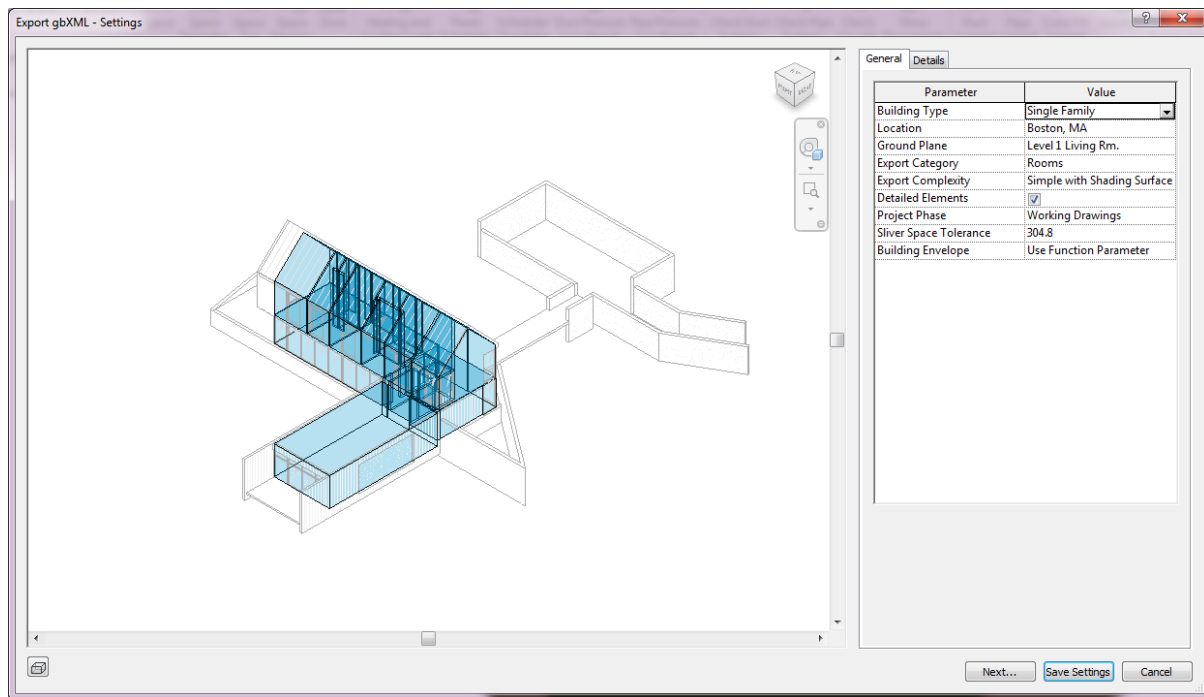 Export gbXML - Settings
General Details
Parameter Value
Building Type Single Family
Location Boston, MA
Ground Plane Level 1 Living Rm.
Export Category Rooms
Export Complexity Simple with Shading Surface
Detailed Elements
Project Phase Working Drawings
Sliver Space Tolerance 304.8
Building Envelope Use Function Parameter
Next... Save Settings Cancel